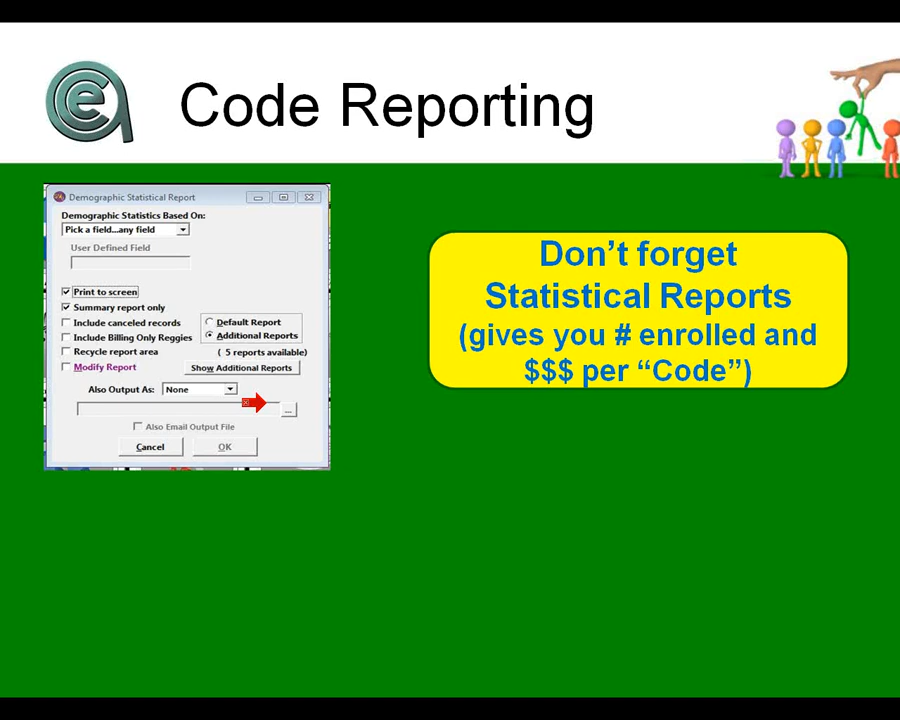 Code Reporting
Demographic Statistical Report
Demographic Statistics Based On:
Pick a field...any field
User Defined Field
Print to screen
Summary report only
Include canceled records
Include Billing Only Reggies
Recycle report area
Modify Report
Default Report
Additional Reports
( 5 reports available)
Show Additional Reports
Also Output As: None
...
Also Email Output File
Cancel OK
Don’t forget
Statistical Reports
(gives you # enrolled and
$$$ per “Code”)